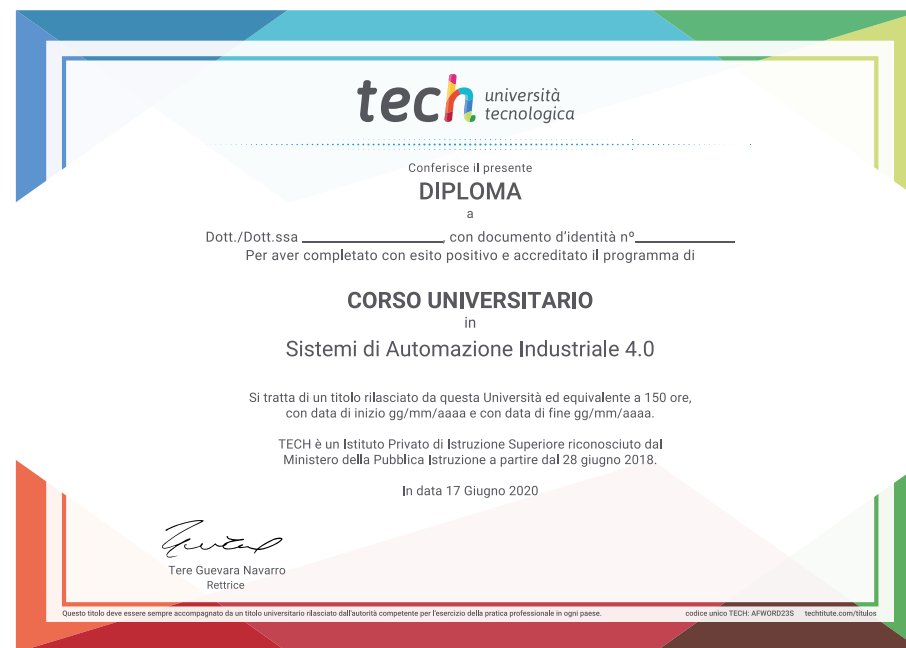 tech università
tecnologica
Conferisce il presente
DIPLOMA
a
Dott./Dott.ssa ____________________, con documento d'identità nº______________
Per aver completato con esito positivo e accreditato il programma di
CORSO UNIVERSITARIO
in
Sistemi di Automazione Industriale 4.0
Si tratta di un titolo rilasciato da questa Università ed equivalente a 150 ore,
con data di inizio gg/mm/aaaa e con data di fine gg/mm/aaaa.
TECH è un Istituto Privato di Istruzione Superiore riconosciuto dal
Ministero della Pubblica Istruzione a partire dal 28 giugno 2018.
In data 17 Giugno 2020
Tere Guevara Navarro
Rettrice
Questo titolo deve essere sempre accompagnato da un titolo universitario rilasciato dall'autorità competente per l'esercizio della pratica professionale in ogni paese. codice unico TECH: AFWORD23S techtitute.com/titulos